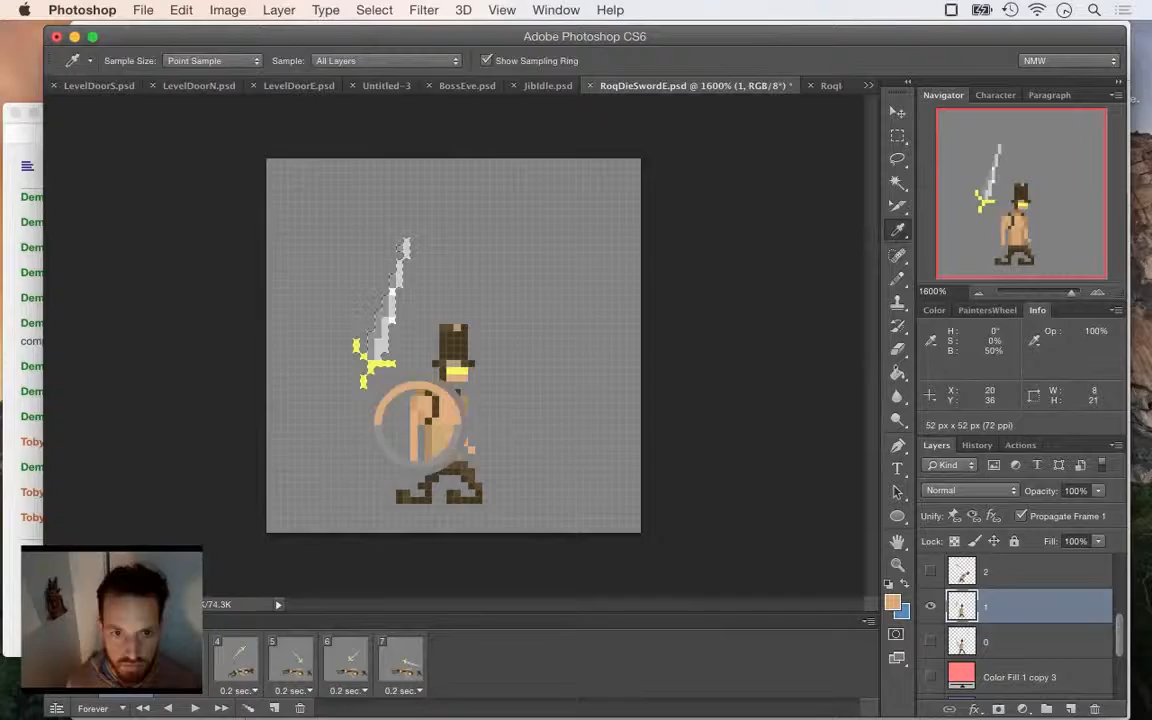 Photoshop File Edit Image Layer Type Select Filter 3D View Window Help
Adobe Photoshop CS6
Sample Size: Point Sample Sample: All Layers Show Sampling Ring NMW
LevelDoorS.psd LevelDoorN.psd LevelDoorE.psd Untitled-3 BossEve.psd JibIdle.psd RoqDieSwordE.psd @ 1600% (1, RGB/8*) * Roql
Navigator Character Paragraph
1600%
Color PaintersWheel Info
H: 0° Op: 100%
S: 0%
B: 50%
X: 20 W: 8
Y: 36 H: 21
52 px x 52 px (72 ppi)
Layers History Actions
Kind
Normal Opacity: 100%
Unify: Propagate Frame 1
Lock: Fill: 100%
2
1
0
Color Fill 1 copy 3
Dem
Dem
Dem
Dem
Dem
Dem
comp
Dem
Dem
Dem
Toby
Dem
Toby
Toby
/74.3K
4 5 6 7
0.2 sec. 0.2 sec. 0.2 sec. 0.2 sec.
Forever